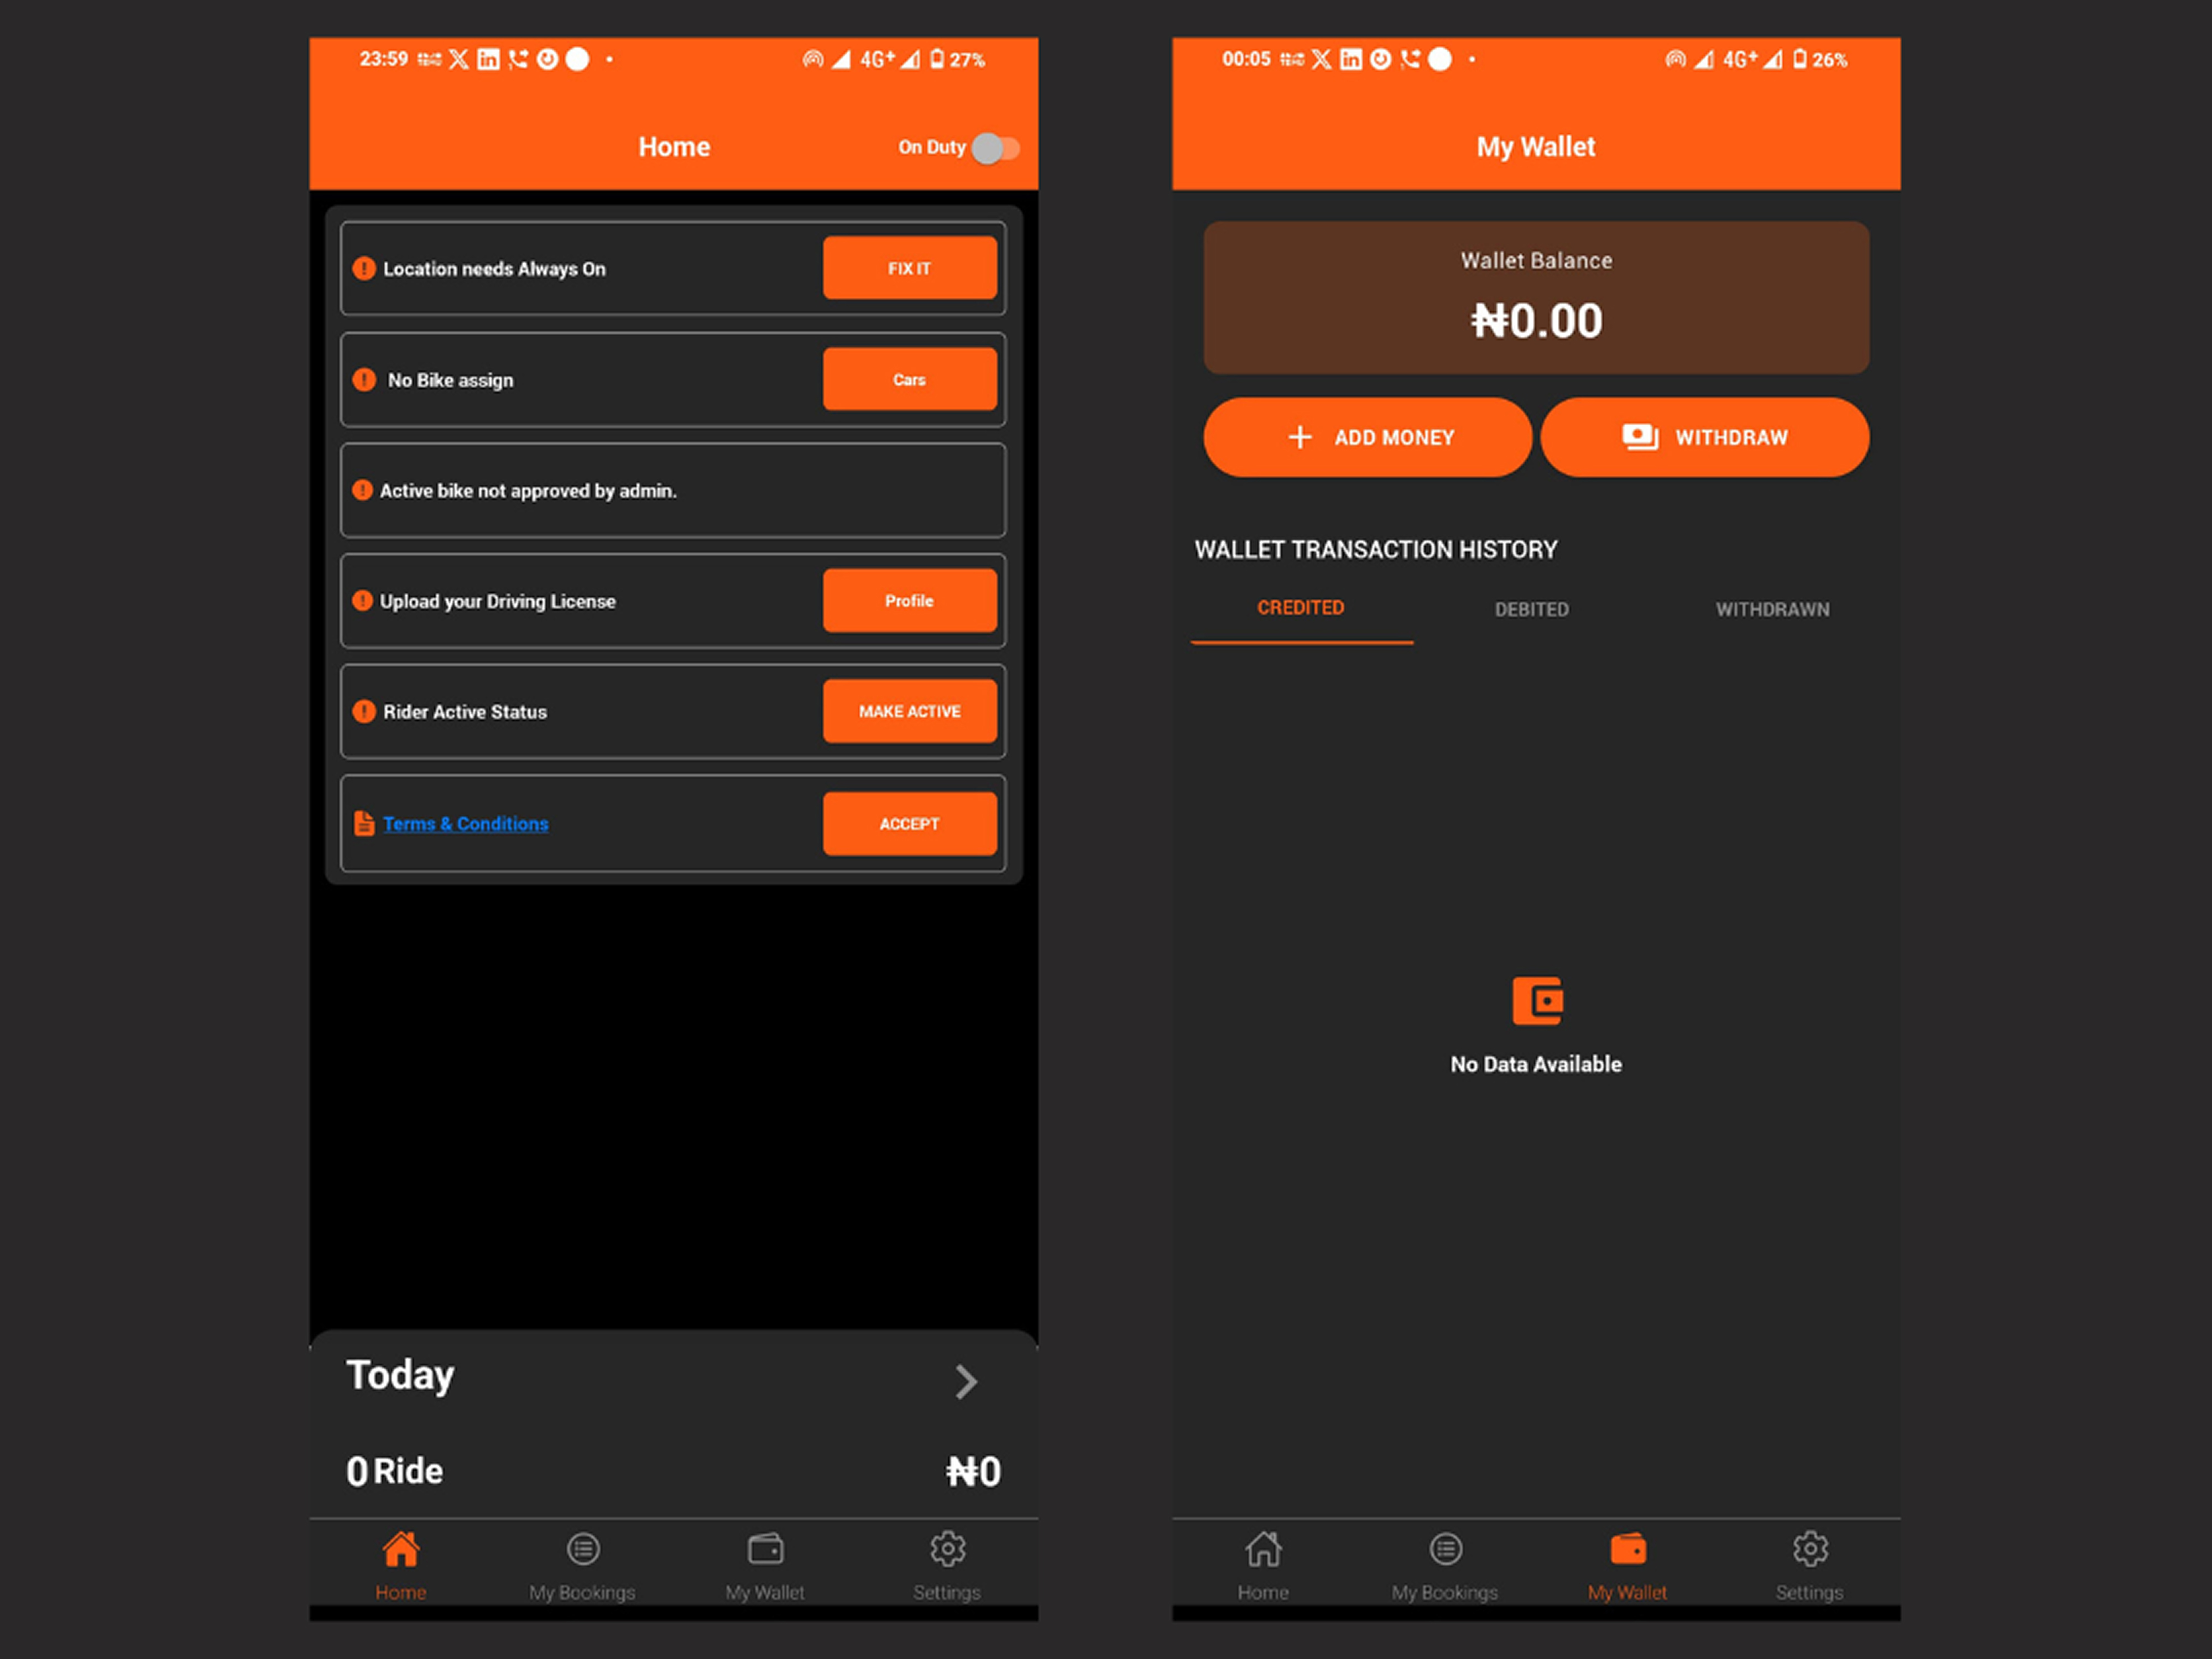 23:59 4G+ 27%
Home On Duty
Location needs Always On FIX IT
No Bike assign Cars
Active bike not approved by admin.
Upload your Driving License Profile
Rider Active Status MAKE ACTIVE
Terms & Conditions ACCEPT
Today
0 Ride ₦0
Home My Bookings My Wallet Settings
00:05 4G+ 26%
My Wallet
Wallet Balance
₦0.00
ADD MONEY WITHDRAW
WALLET TRANSACTION HISTORY
CREDITED DEBITED WITHDRAWN
No Data Available
Home My Bookings My Wallet Settings